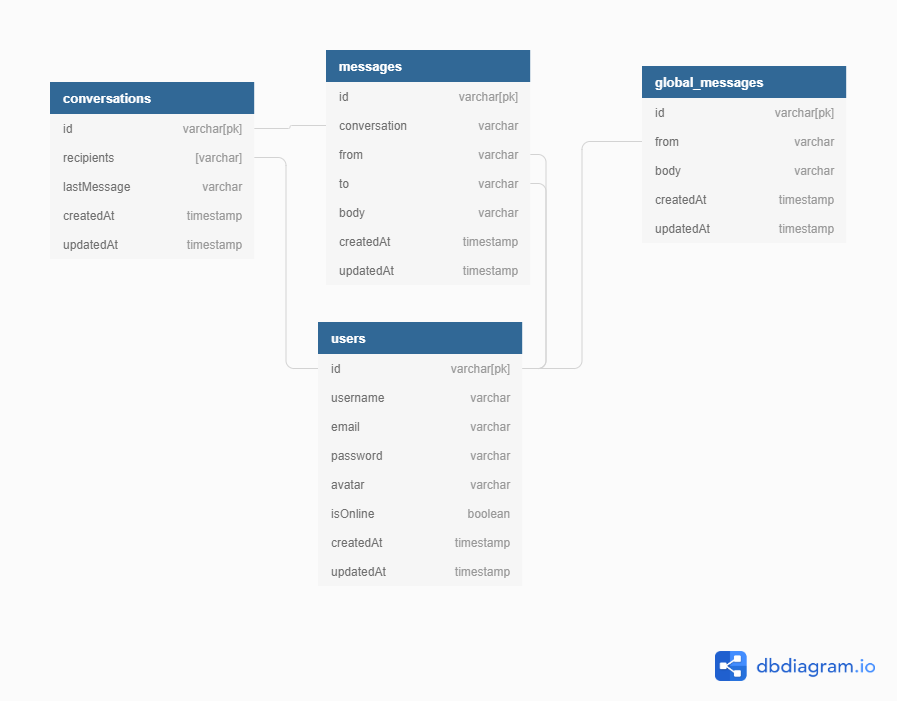 conversations
id varchar[pk]
recipients [varchar]
lastMessage varchar
createdAt timestamp
updatedAt timestamp
messages
id varchar[pk]
conversation varchar
from varchar
to varchar
body varchar
createdAt timestamp
updatedAt timestamp
global_messages
id varchar[pk]
from varchar
body varchar
createdAt timestamp
updatedAt timestamp
users
id varchar[pk]
username varchar
email varchar
password varchar
avatar varchar
isOnline boolean
createdAt timestamp
updatedAt timestamp
dbdiagram.io